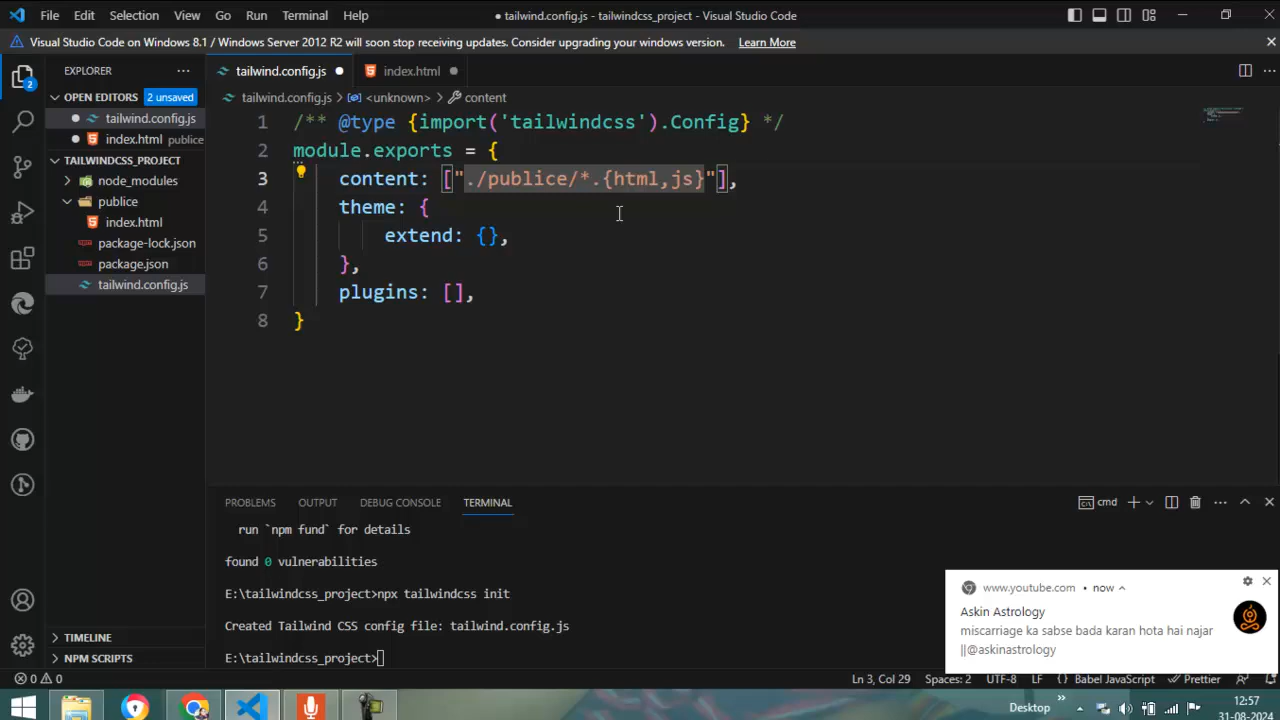 File Edit Selection View Go Run Terminal Help
● tailwind.config.js - tailwindcss_project - Visual Studio Code
Visual Studio Code on Windows 8.1 / Windows Server 2012 R2 will soon stop receiving updates. Consider upgrading your windows version. Learn More
2
EXPLORER
OPEN EDITORS 2 unsaved
tailwind.config.js
index.html publice
TAILWINDCSS_PROJECT
node_modules
publice
index.html
package-lock.json
package.json
tailwind.config.js
TIMELINE
NPM SCRIPTS
tailwind.config.js
index.html
tailwind.config.js > <unknown> > content
1 /** @type {import('tailwindcss').Config} */
2 module.exports = {
3 content: ["./publice/*.{html,js}"],
4 theme: {
5 extend: {},
6 },
7 plugins: [],
8 }
PROBLEMS OUTPUT DEBUG CONSOLE TERMINAL
cmd
run `npm fund` for details
found 0 vulnerabilities
E:\tailwindcss_project>npx tailwindcss init
Created Tailwind CSS config file: tailwind.config.js
E:\tailwindcss_project>
www.youtube.com • now
Askin Astrology
miscarriage ka sabse bada karan hota hai najar
||@askinastrology
0 0 Ln 3, Col 29 Spaces: 2 UTF-8 LF {} Babel JavaScript Prettier
Desktop
12:57
31-08-2024